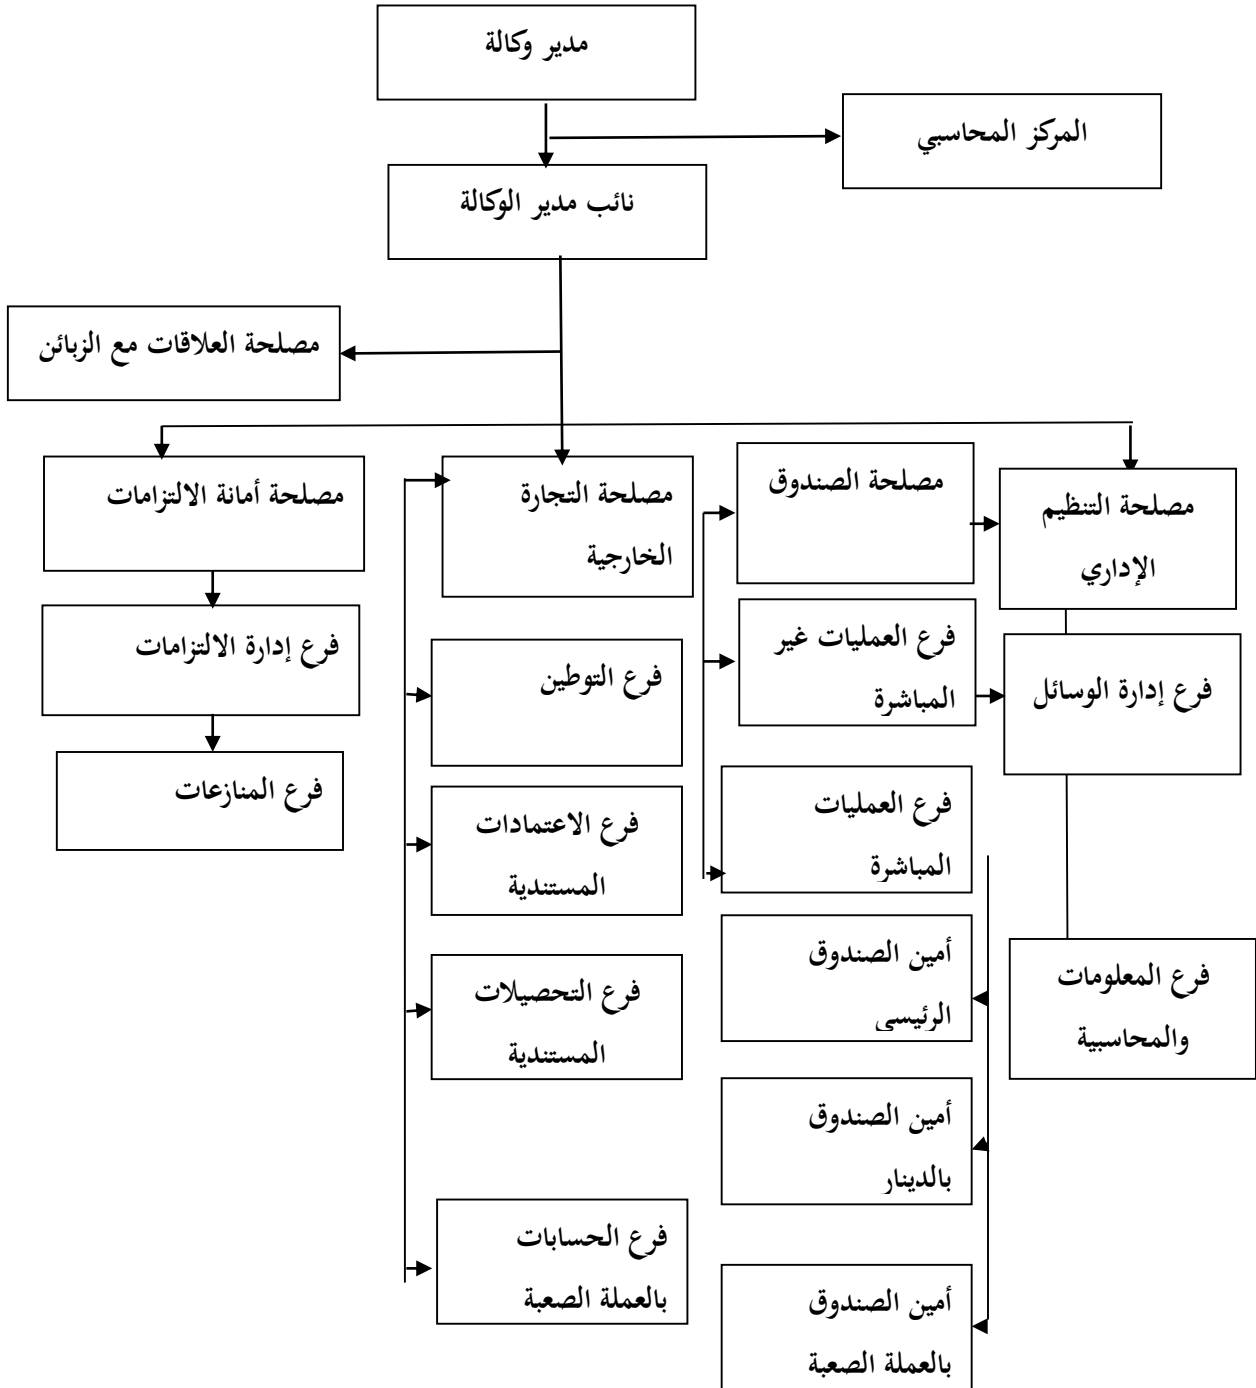 مدير وكالة
المركز المحاسبي
نائب مدير الوكالة
مصلحة العلاقات مع الزبائن
مصلحة التنظيم
الإداري
مصلحة الصندوق
مصلحة التجارة
الخارجية
مصلحة أمانة الالتزامات
فرع إدارة الوسائل
فرع العمليات غير
المباشرة
فرع التوطين
فرع إدارة الالتزامات
فرع العمليات
المباشرة
فرع الاعتمادات
المستندية
فرع المنازعات
فرع المعلومات
والمحاسبية
أمين الصندوق
الرئيسي
فرع التحصيلات
المستندية
أمين الصندوق
بالدينار
فرع الحسابات
بالعملة الصعبة
أمين الصندوق
بالعملة الصعبة